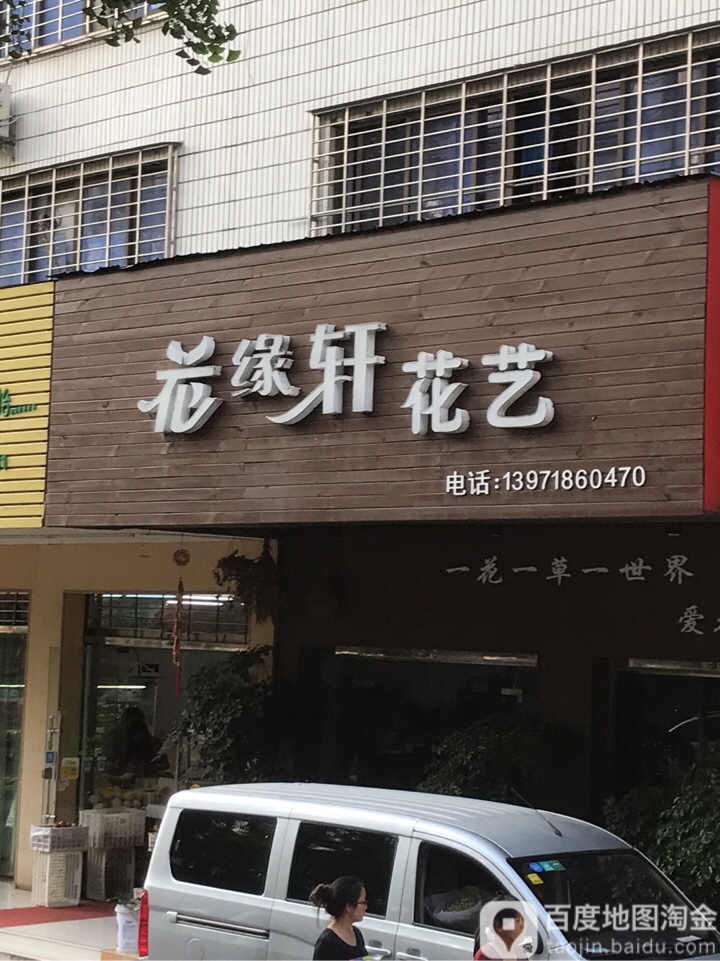 花缘轩花艺
电话:13971860470
一花一草一世界
爱
百度地图淘金
taojin.baidu.com